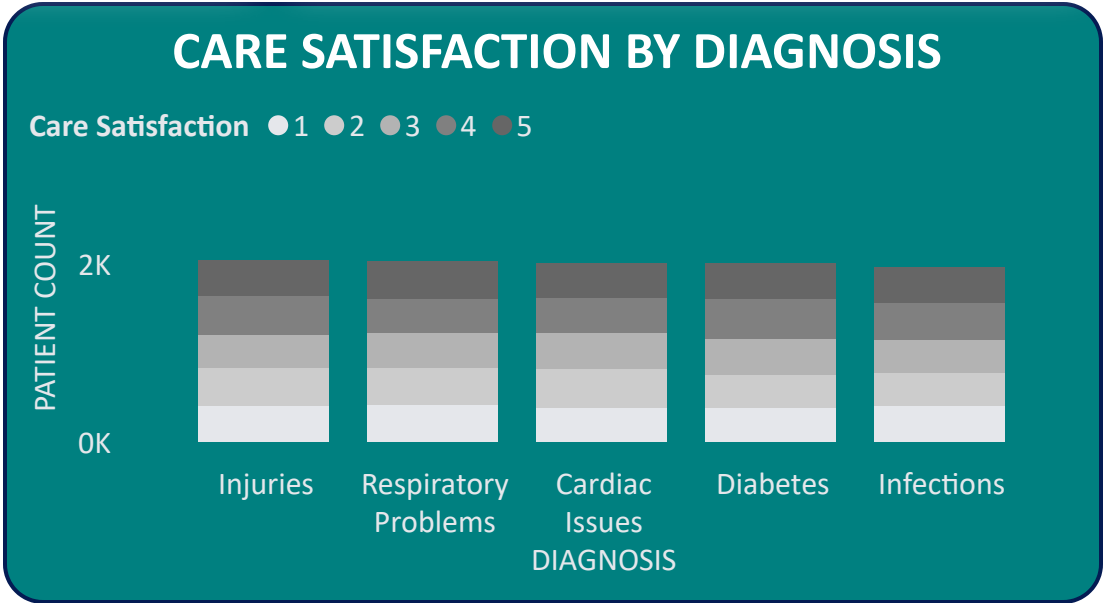 CARE SATISFACTION BY DIAGNOSIS
Care Satisfaction 1 2 3 4 5
PATIENT COUNT
2K
0K
Injuries
Respiratory
Problems
Cardiac
Issues
Diabetes
Infections
DIAGNOSIS